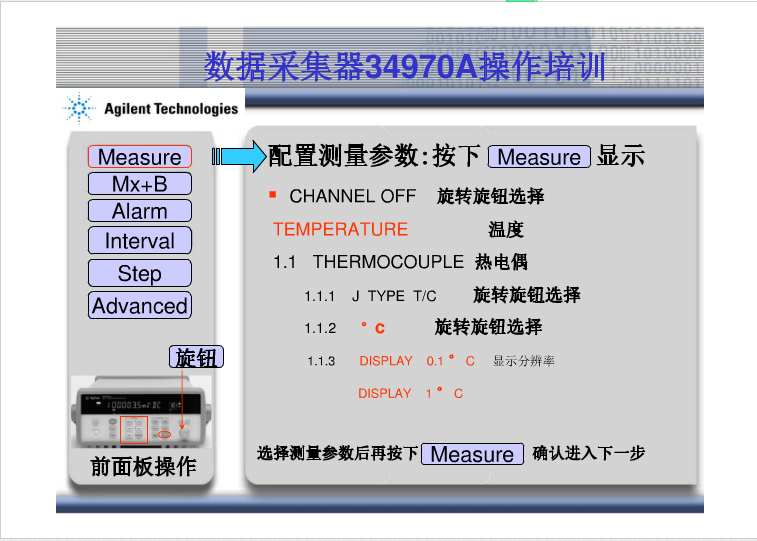 数据采集器34970A操作培训
Agilent Technologies
Measure
Mx+B
Alarm
Interval
Step
Advanced
旋钮
前面板操作
配置测量参数:按下 Measure 显示
CHANNEL OFF 旋转旋钮选择
TEMPERATURE 温度
1.1 THERMOCOUPLE 热电偶
1.1.1 J TYPE T/C 旋转旋钮选择
1.1.2 °C 旋转旋钮选择
1.1.3 DISPLAY 0.1 ° C 显示分辨率
DISPLAY 1 ° C
选择测量参数后再按下 Measure 确认进入下一步